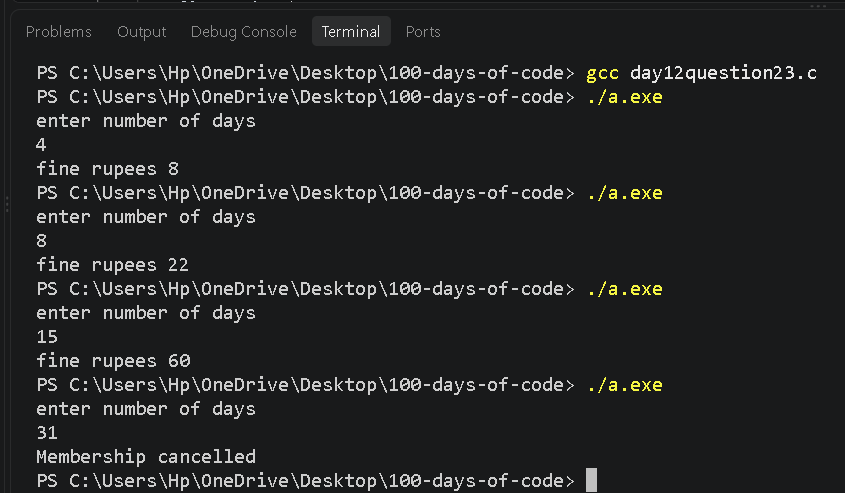 Problems Output Debug Console Terminal Ports
PS C:\Users\Hp\OneDrive\Desktop\100-days-of-code> gcc day12question23.c
PS C:\Users\Hp\OneDrive\Desktop\100-days-of-code> ./a.exe
enter number of days
4
fine rupees 8
PS C:\Users\Hp\OneDrive\Desktop\100-days-of-code> ./a.exe
enter number of days
8
fine rupees 22
PS C:\Users\Hp\OneDrive\Desktop\100-days-of-code> ./a.exe
enter number of days
15
fine rupees 60
PS C:\Users\Hp\OneDrive\Desktop\100-days-of-code> ./a.exe
enter number of days
31
Membership cancelled
PS C:\Users\Hp\OneDrive\Desktop\100-days-of-code>